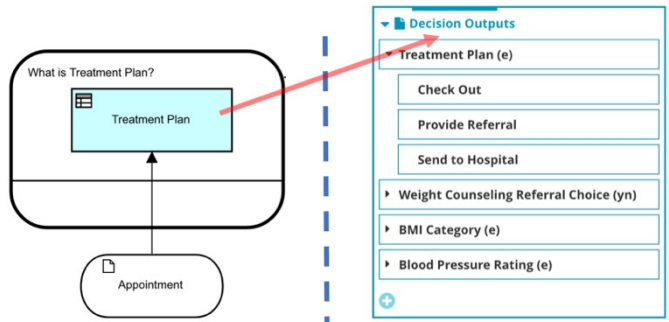 What is Treatment Plan?
Treatment Plan
Appointment
Decision Outputs
Treatment Plan (e)
Check Out
Provide Referral
Send to Hospital
Weight Counseling Referral Choice (yn)
BMI Category (e)
Blood Pressure Rating (e)